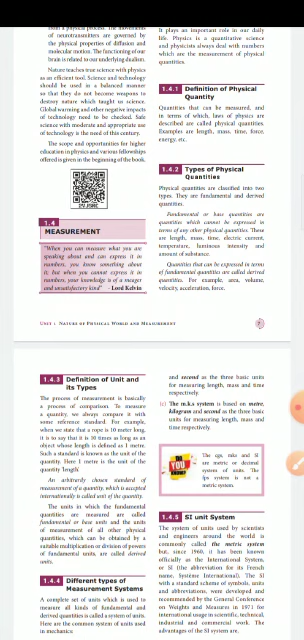 from a physical process. The movements
of neurotransmitters are governed by
the physical properties of diffusion and
molecular motion. The functioning of our
brain is related to our underlying dualism.
Nature teaches true science with physics
as an efficient tool. Science and technology
should be used in a balanced manner
so that they do not become weapons to
destroy nature which taught us science.
Global warming and other negative impacts
of technology need to be checked. Safe
science with moderate and appropriate use
of technology is the need of this century.
The scope and opportunities for higher
education in physics and various fellowships
offered is given in the beginning of the book.
1.4
MEASUREMENT
"When you can measure what you are
speaking about and can express it in
numbers, you know something about
it; but when you cannot express it in
numbers, your knowledge is of a meagre
and unsatisfactory kind" - Lord Kelvin
It plays an important role in our daily
life. Physics is a quantitative science
and physicists always deal with numbers
which are the measurement of physical
quantities.
1.4.1 Definition of Physical
Quantity
Quantities that can be measured, and
in terms of which, laws of physics are
described are called physical quantities.
Examples are length, mass, time, force,
energy, etc.
1.4.2 Types of Physical
Quantities
Physical quantities are classified into two
types. They are fundamental and derived
quantities.
Fundamental or base quantities are
quantities which cannot be expressed in
terms of any other physical quantities. These
are length, mass, time, electric current,
temperature, luminous intensity and
amount of substance.
Quantities that can be expressed in terms
of fundamental quantities are called derived
quantities. For example, area, volume,
velocity, acceleration, force.
UNIT 1 NATURE OF PHYSICAL WORLD AND MEASUREMENT
7
1.4.3 Definition of Unit and
its Types
The process of measurement is basically
a process of comparison. To measure
a quantity, we always compare it with
some reference standard. For example,
when we state that a rope is 10 meter long,
it is to say that it is 10 times as long as an
object whose length is defined as 1 metre.
Such a standard is known as the unit of the
quantity. Here 1 metre is the unit of the
quantity 'length'.
An arbitrarily chosen standard of
measurement of a quantity, which is accepted
internationally is called unit of the quantity.
The units in which the fundamental
quantities are measured are called
fundamental or base units and the units
of measurement of all other physical
quantities, which can be obtained by a
suitable multiplication or division of powers
of fundamental units, are called derived
units.
1.4.4 Different types of
Measurement Systems
A complete set of units which is used to
measure all kinds of fundamental and
derived quantities is called a system of units.
Here are the common system of units used
in mechanics:
and second as the three basic units
for measuring length, mass and time
respectively.
(c) The m.k.s system is based on metre,
kilogram and second as the three basic
units for measuring length, mass and
time respectively.
YOU
The cgs, mks and SI
are metric or decimal
system of units. The
fps system is not a
metric system.
1.4.5 SI unit System
The system of units used by scientists
and engineers around the world is
commonly called the metric system
but, since 1960, it has been known
officially as the International System,
or SI (the abbreviation for its French
name, Système International). The SI
with a standard scheme of symbols, units
and abbreviations, were developed and
recommended by the General Conference
on Weights and Measures in 1971 for
international usage in scientific, technical,
industrial and commercial work. The
advantages of the SI system are,